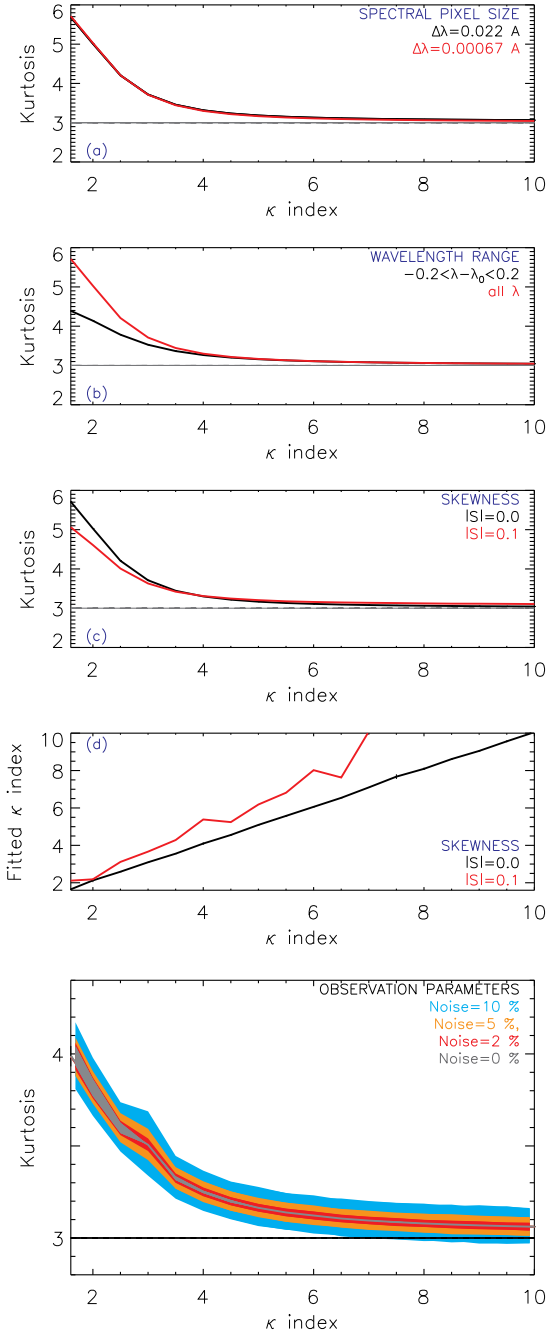 SPECTRAL PIXEL SIZE
Δλ=0.022 A
Δλ=0.00067 A
6
5
4
3
2
Kurtosis
(a)
2 4 6 8 10
κ index
WAVELENGTH RANGE
−0.2<λ−λ₀<0.2
all λ
6
5
4
3
2
Kurtosis
(b)
2 4 6 8 10
κ index
SKEWNESS
|S|=0.0
|S|=0.1
6
5
4
3
2
Kurtosis
(c)
2 4 6 8 10
κ index
(d)
10
8
6
4
2
Fitted κ index
SKEWNESS
|S|=0.0
|S|=0.1
2 4 6 8 10
κ index
OBSERVATION PARAMETERS
Noise=10 %
Noise=5 %,
Noise=2 %
Noise=0 %
4
3
Kurtosis
2 4 6 8 10
κ index